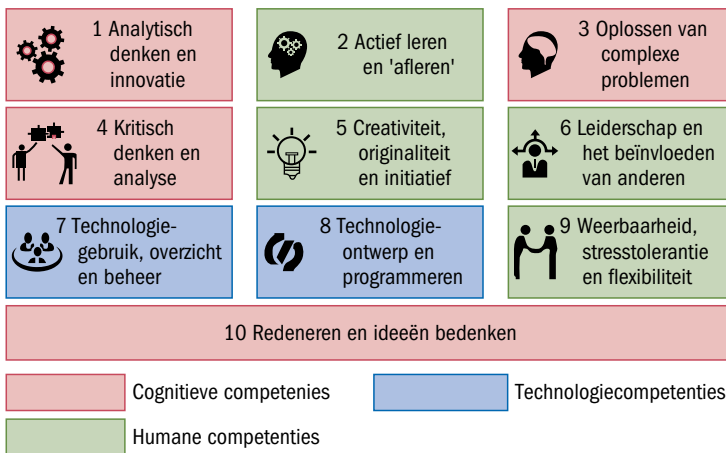 1 Analytisch
denken en
innovatie
2 Actief leren
en 'afleren'
3 Oplossen van
complexe
problemen
4 Kritisch
denken en
analyse
5 Creativiteit,
originaliteit
en initiatief
6 Leiderschap en
het beïnvloeden
van anderen
7 Technologie-
gebruik, overzicht
en beheer
8 Technologie-
ontwerp en
programmeren
9 Weerbaarheid,
stresstolerantie
en flexibiliteit
10 Redeneren en ideeën bedenken
Cognitieve competenies
Technologiecompetenties
Humane competenties